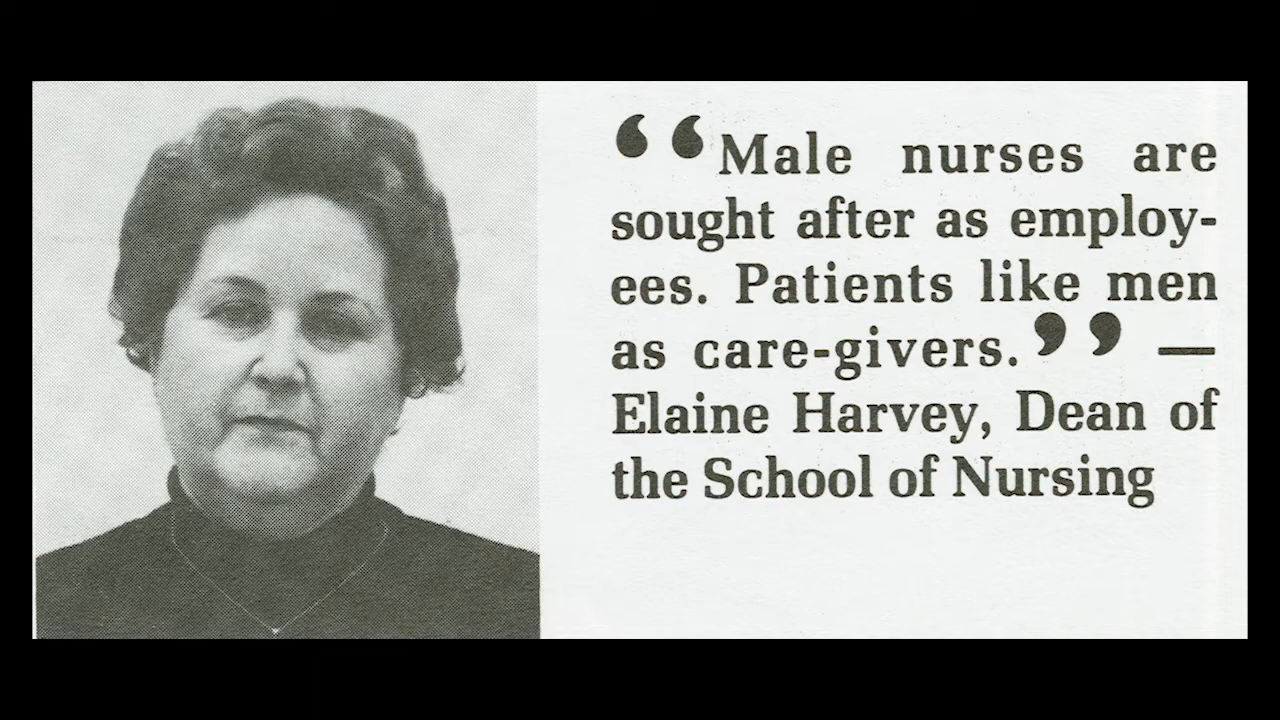 “Male nurses are
sought after as employ-
ees. Patients like men
as care-givers.” —
Elaine Harvey, Dean of
the School of Nursing